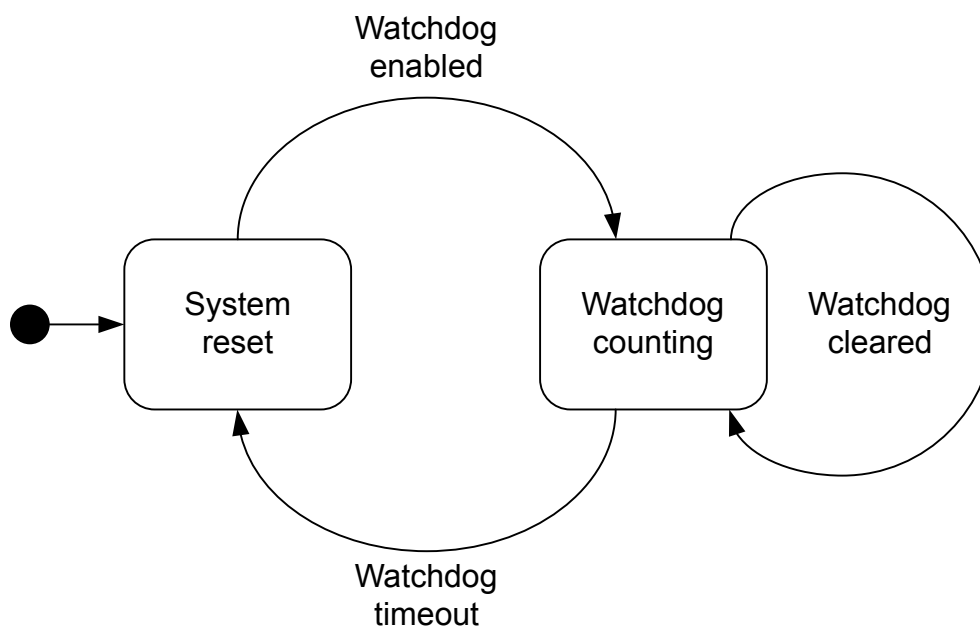 Watchdog
enabled
System
reset
Watchdog
counting
Watchdog
cleared
Watchdog
timeout